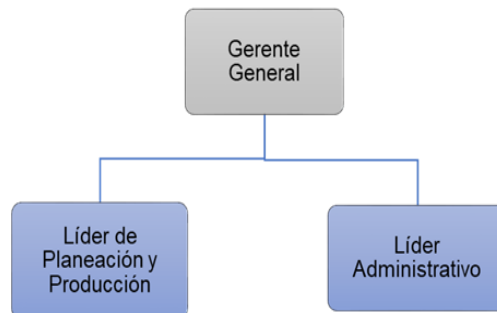 Gerente
General
Líder de
Planeación y
Producción
Líder
Administrativo